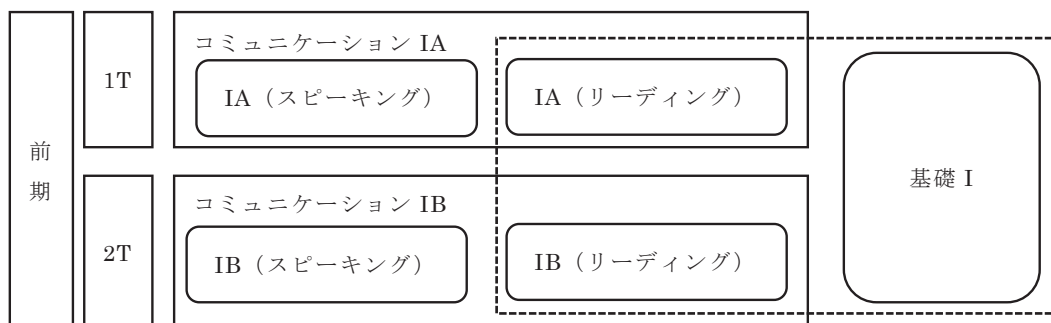 前期
1T
コミュニケーション IA
IA（スピーキング）
IA（リーディング）
2T
コミュニケーション IB
IB（スピーキング）
IB（リーディング）
基礎 I